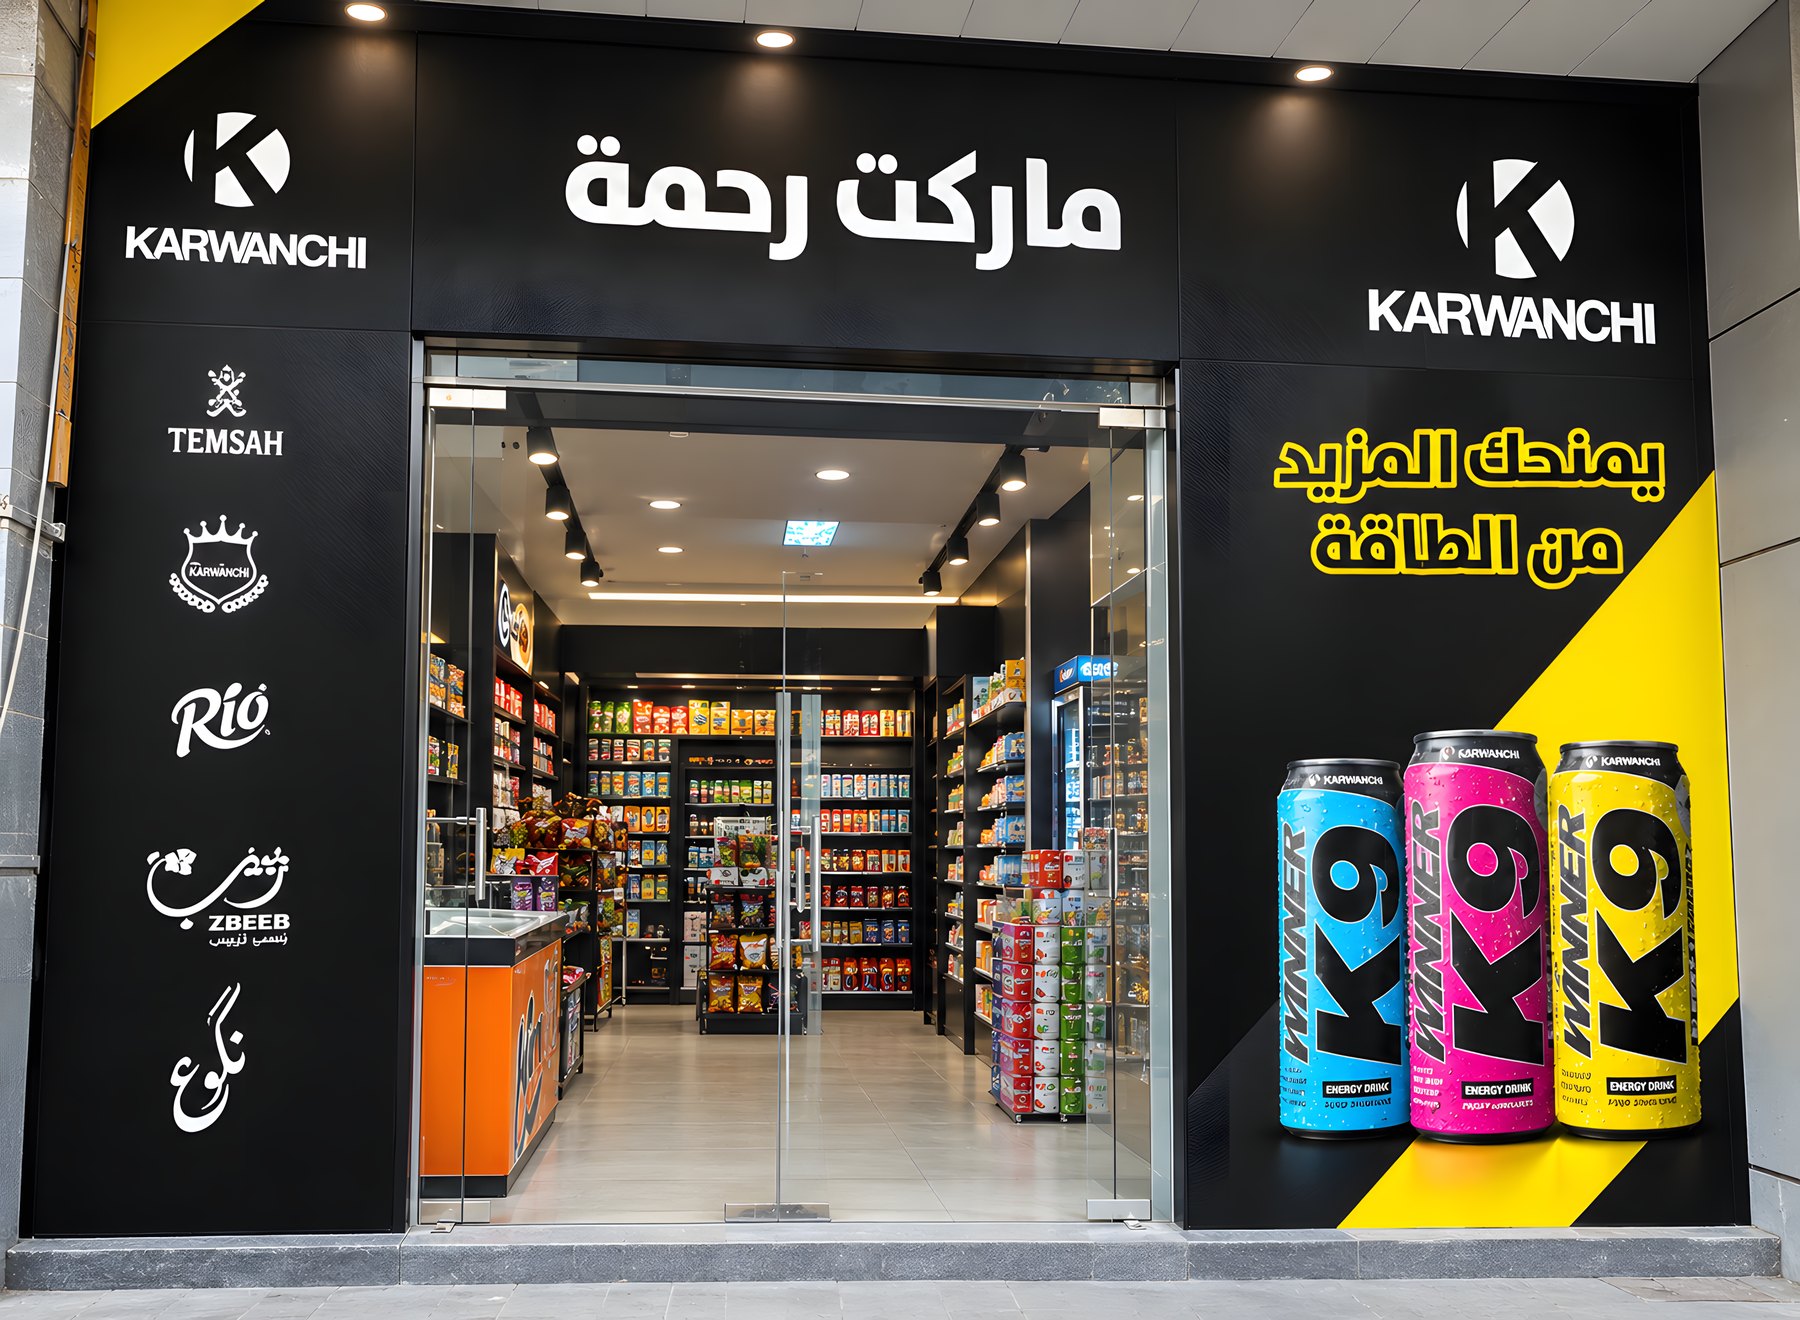 KARWANCHI
ماركت رحمة
KARWANCHI
TEMSAH
KARWANCHI
Rio
زبيب
ZBEEB
نگوع
يمنحك المزيد
من الطاقة
KARWANCHI
WINNER
K9
ENERGY DRINK
KARWANCHI
WINNER
K9
ENERGY DRINK
KARWANCHI
WINNER
K9
ENERGY DRINK